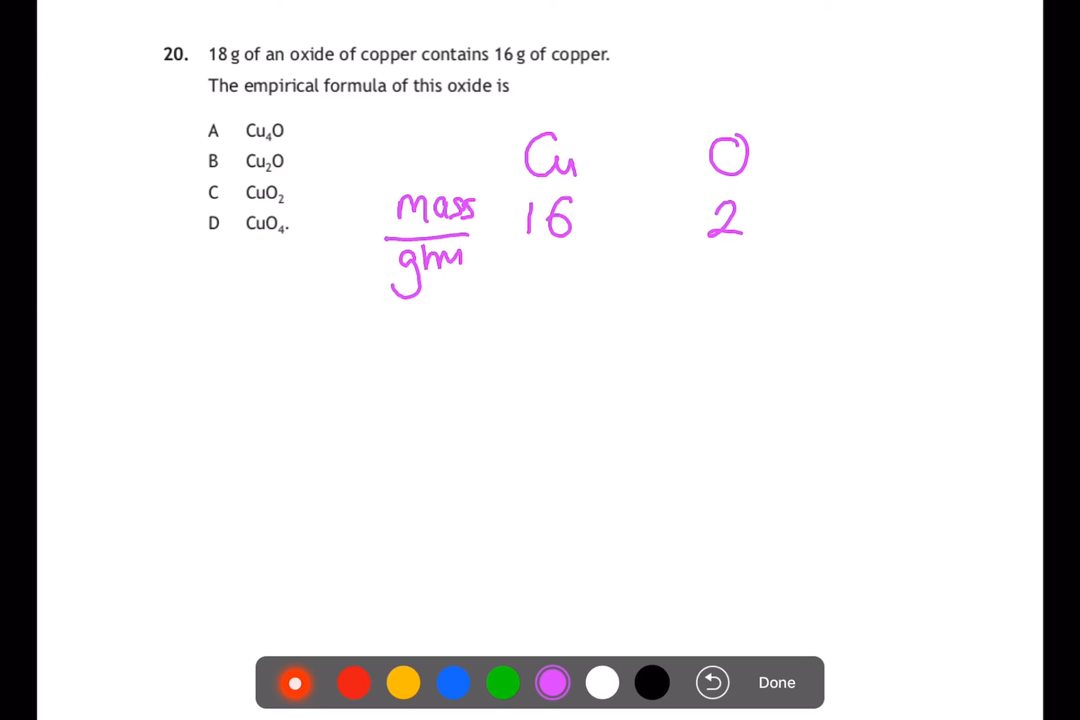 20. 18 g of an oxide of copper contains 16 g of copper.
The empirical formula of this oxide is
A Cu₄O
B Cu₂O
C CuO₂
D CuO₄.
Cu O
mass 16 2
gfm
Done